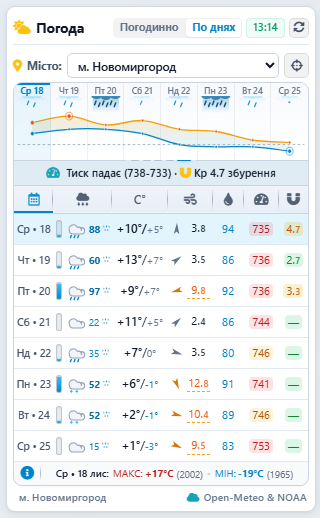 Погода Погодинно По днях 13:14
Місто: м. Новомиргород
Ср 18 Чт 19 Пт 20 Сб 21 Нд 22 Пн 23 Вт 24 Ср 25
Тиск падає (738-733) · Kp 4.7 збурення
C°
Ср • 18 88 +10°/+5° 3.8 94 735 4.7
Чт • 19 60 +13°/+7° 3.5 86 736 2.7
Пт • 20 97 +9°/+7° 9.8 92 736 3.3
Сб • 21 22 +11°/+5° 2.4 86 744 —
Нд • 22 35 +7°/0° 3.5 80 746 —
Пн • 23 52 +6°/-1° 12.8 91 741 —
Вт • 24 52 +2°/-1° 10.4 89 746 —
Ср • 25 15 +1°/-3° 9.5 83 753 —
Ср • 18 лис: МАКС: +17°C (2002) - МІН: -19°C (1965)
м. Новомиргород Open-Meteo & NOAA